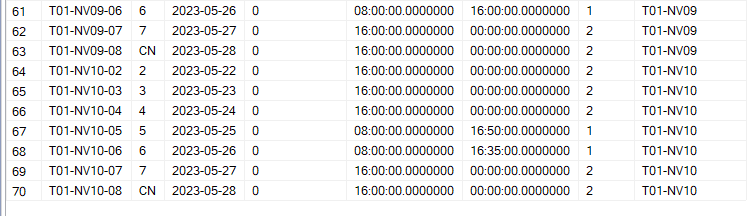 61 T01-NV09-06 6 2023-05-26 0 08:00:00.0000000 16:00:00.0000000 1 T01-NV09
62 T01-NV09-07 7 2023-05-27 0 16:00:00.0000000 00:00:00.0000000 2 T01-NV09
63 T01-NV09-08 CN 2023-05-28 0 16:00:00.0000000 00:00:00.0000000 2 T01-NV09
64 T01-NV10-02 2 2023-05-22 0 16:00:00.0000000 00:00:00.0000000 2 T01-NV10
65 T01-NV10-03 3 2023-05-23 0 16:00:00.0000000 00:00:00.0000000 2 T01-NV10
66 T01-NV10-04 4 2023-05-24 0 16:00:00.0000000 00:00:00.0000000 2 T01-NV10
67 T01-NV10-05 5 2023-05-25 0 08:00:00.0000000 16:50:00.0000000 1 T01-NV10
68 T01-NV10-06 6 2023-05-26 0 08:00:00.0000000 16:35:00.0000000 1 T01-NV10
69 T01-NV10-07 7 2023-05-27 0 16:00:00.0000000 00:00:00.0000000 2 T01-NV10
70 T01-NV10-08 CN 2023-05-28 0 16:00:00.0000000 00:00:00.0000000 2 T01-NV10